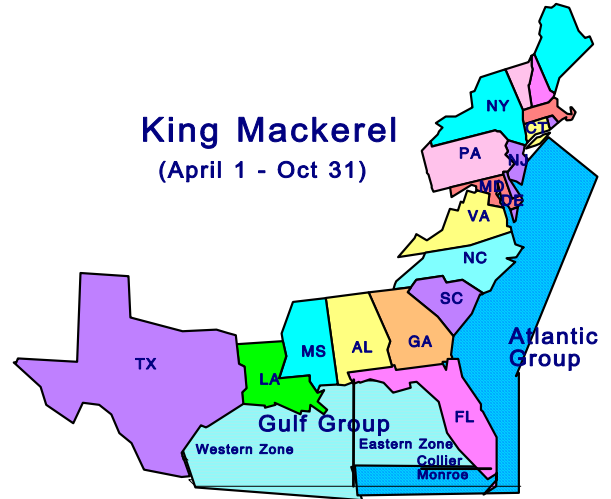 NY
CT
King Mackerel
(April 1 - Oct 31)
PA
NJ
MD
DE
VA
NC
SC
Atlantic
Group
TX
MS
AL
GA
LA
FL
Gulf Group
Western Zone
Eastern Zone
Collier
Monroe